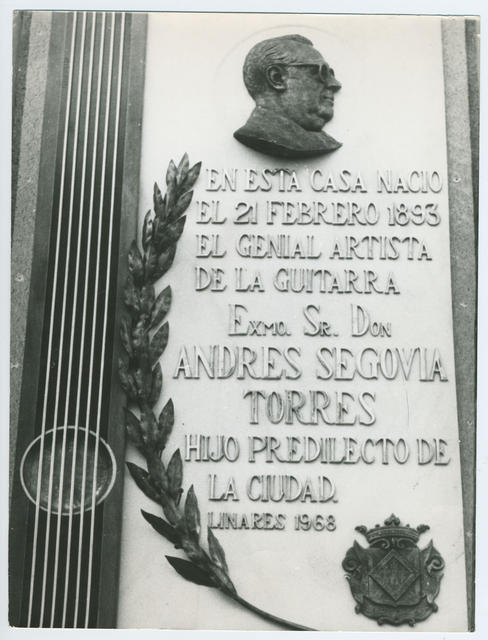 EN ESTA CASA NACIO
EL 21 FEBRERO 1893
EL GENIAL ARTISTA
DE LA GUITARRA
EXMO. SR. DON
ANDRES SEGOVIA
TORRES
HIJO PREDILECTO DE
LA CIUDAD.
LINARES 1968